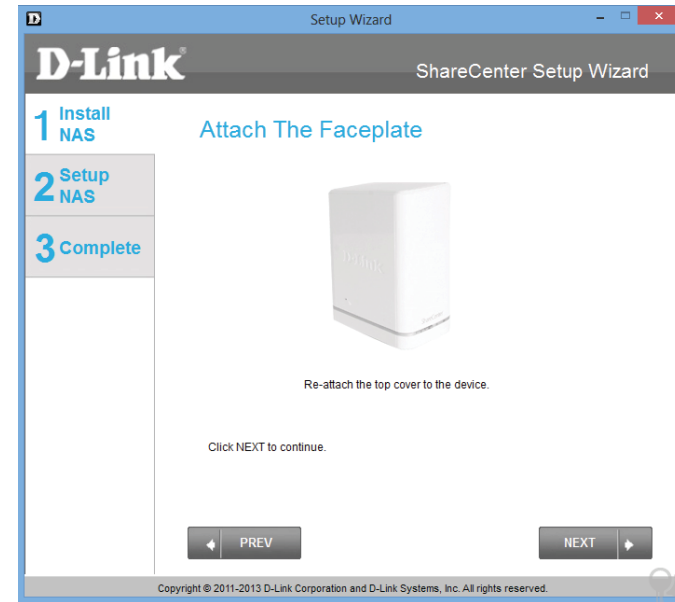 Setup Wizard
D-Link
ShareCenter Setup Wizard
1 Install
NAS
2 Setup
NAS
3 Complete
Attach The Faceplate
D-Link
Re-attach the top cover to the device.
Click NEXT to continue.
PREV
NEXT
Copyright © 2011-2013 D-Link Corporation and D-Link Systems, Inc. All rights reserved.